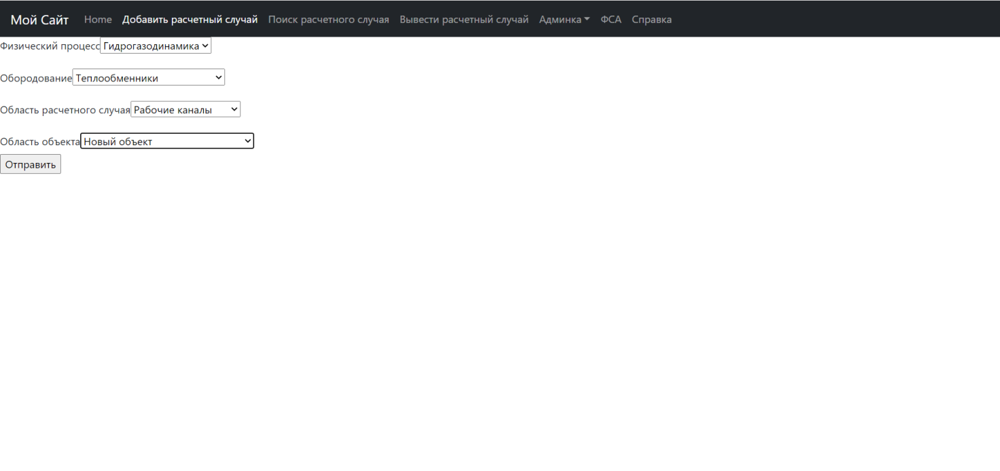 Мой Сайт Home Добавить расчетный случай Поиск расчетного случая Вывести расчетный случай Админка ФСА Справка
Физический процесс Гидрогазодинамика
Обородование Теплообменники
Область расчетного случая Рабочие каналы
Область объекта Новый объект
Отправить